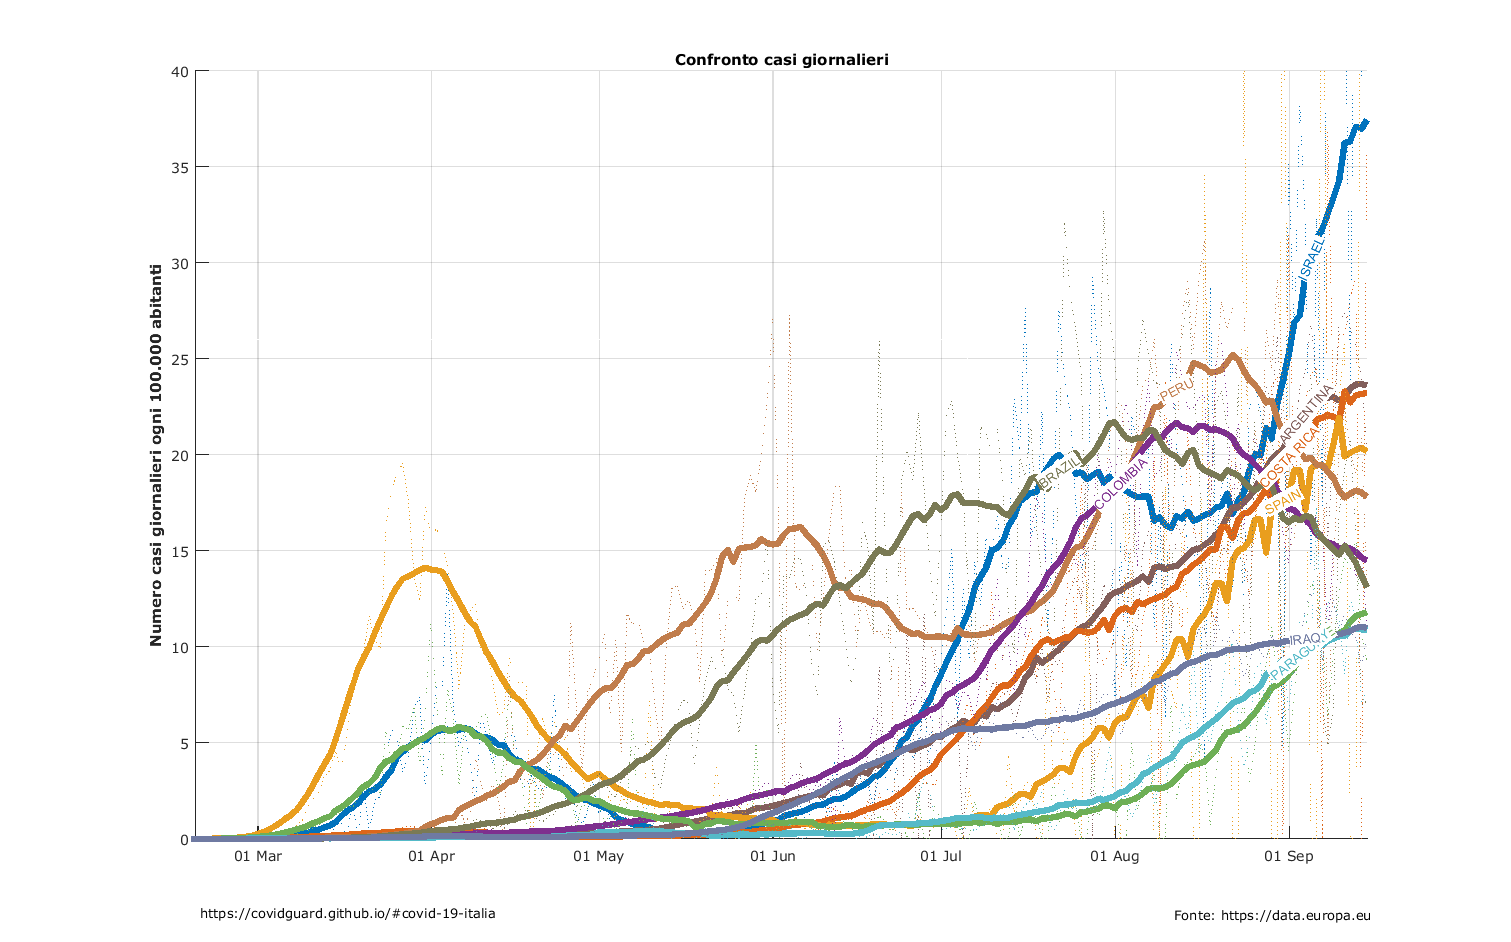 Confronto casi giornalieri
Numero casi giornalieri ogni 100.000 abitanti
40
35
30
25
20
15
10
5
0
01 Mar
01 Apr
01 May
01 Jun
01 Jul
01 Aug
01 Sep
ISRAEL
PERU
ARGENTINA
BRAZIL
COLOMBIA
COSTA RICA
SPAIN
IRAQ
https://covidguard.github.io/#covid-19-italia
Fonte: https://data.europa.eu